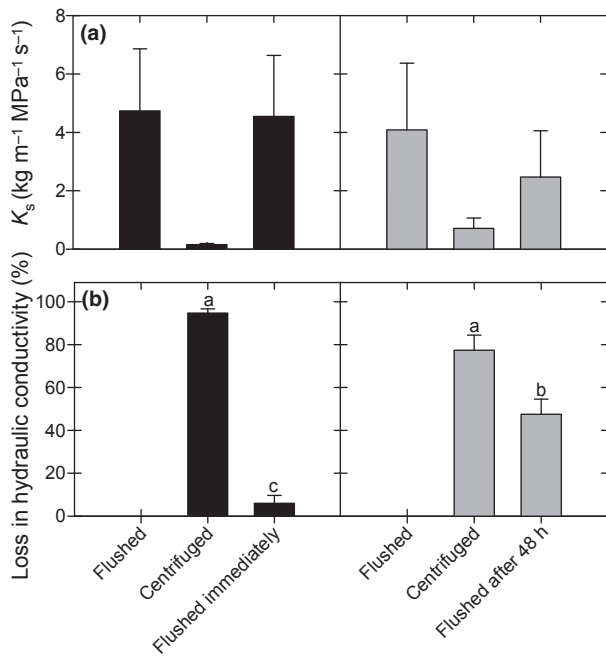 8
(a)
6
4
2
0
Ks (kg m–1 MPa–1 s–1)
100
(b)
a
a
80
60
b
40
20
c
0
Loss in hydraulic conductivity (%)
Flushed
Centrifuged
Flushed immediately
Flushed
Centrifuged
Flushed after 48 h